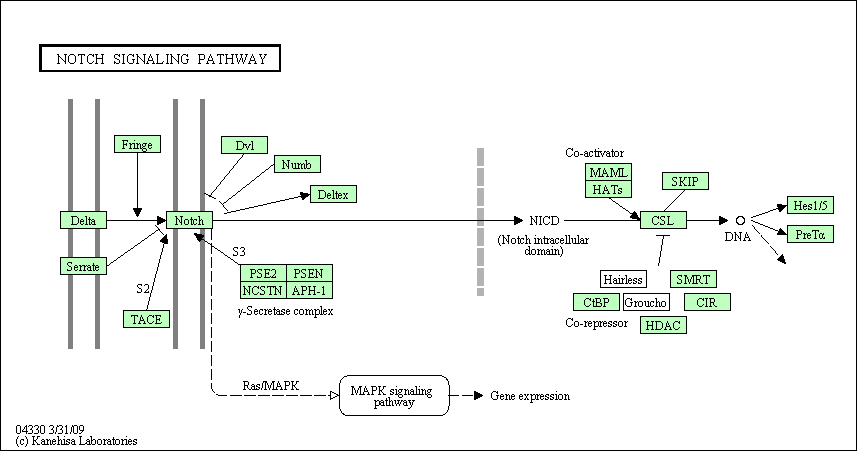 NOTCH SIGNALING PATHWAY
Fringe
Dvl
Numb
Deltex
Delta
Notch
Serrate
S2
TACE
S3
PSE2
PSEN
NCSTN
APH-1
γ-Secretase complex
NICD
(Notch intracellular
domain)
Co-activator
MAML
HATs
SKIP
CSL
DNA
Hes1/5
PreTα
Hairless
SMRT
CtBP
Groucho
CIR
Co-repressor
HDAC
Ras/MAPK
MAPK signaling
pathway
Gene expression
04330 3/31/09
(c) Kanehisa Laboratories